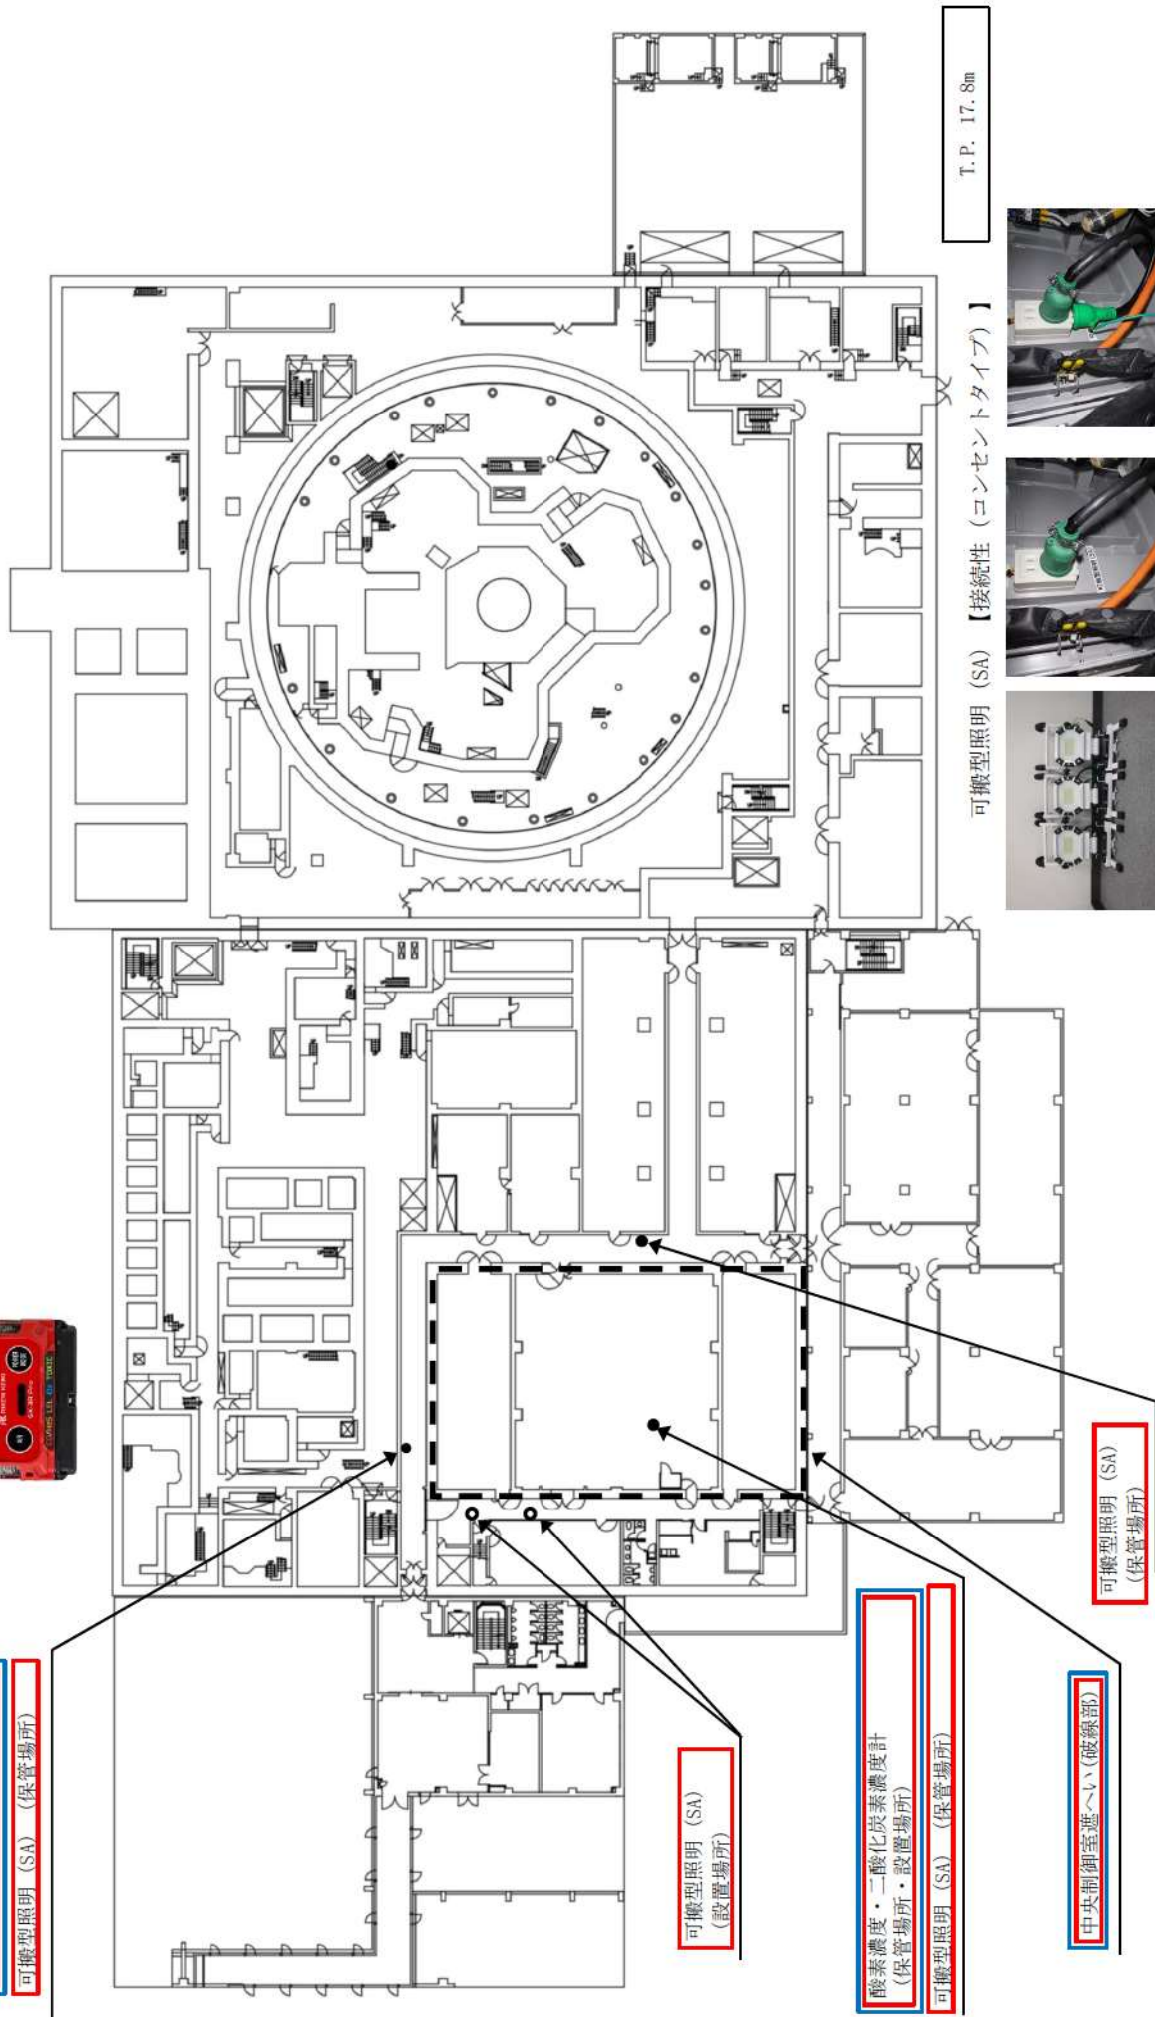 可搬型照明 (SA) (保管場所)
可搬型照明 (SA)
(設置場所)
酸素濃度・二酸化炭素濃度計
(保管場所・設置場所)
可搬型照明 (SA) (保管場所)
中央制御室遮へい(破線部)
可搬型照明 (SA)
(保管場所)
可搬型照明 (SA) 【接続性 (コンセントタイプ) 】
T.P. 17.8m